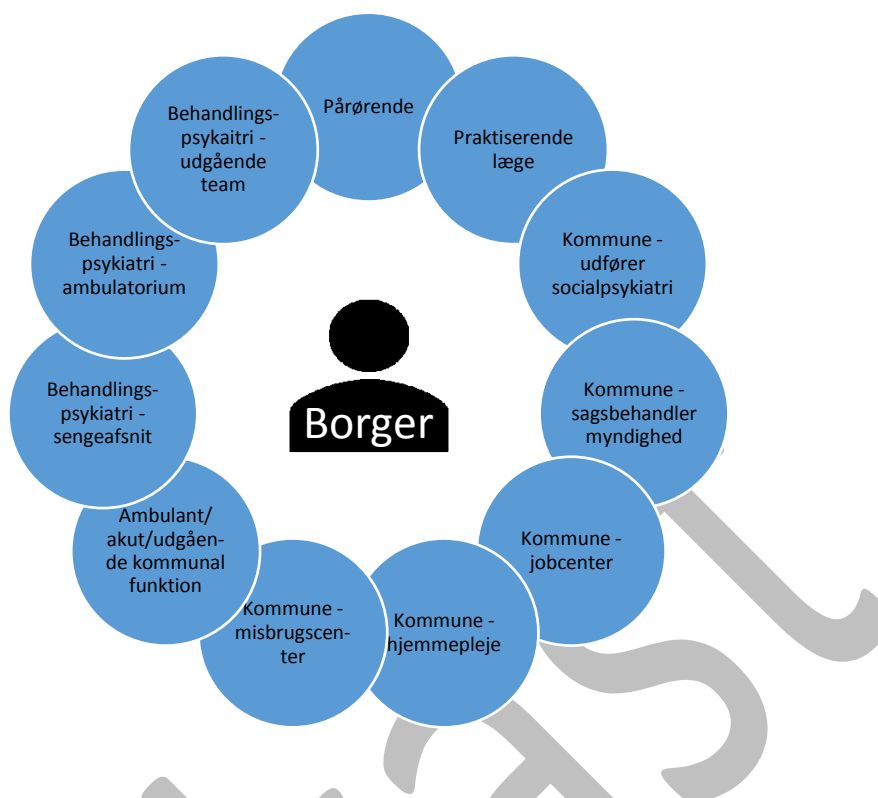 Pårørende
Praktiserende
læge
Kommune -
udfører
socialpsykiatri
Kommune -
sagsbehandler
myndighed
Kommune -
jobcenter
Kommune -
hjemmepleje
Kommune -
misbrugscen-
ter
Ambulant/
akut/udgåen-
de kommunal
funktion
Behandlings-
psykiatri -
sengeafsnit
Behandlings-
psykiatri -
ambulatorium
Behandlings-
psykaitri -
udgående
team
Borger